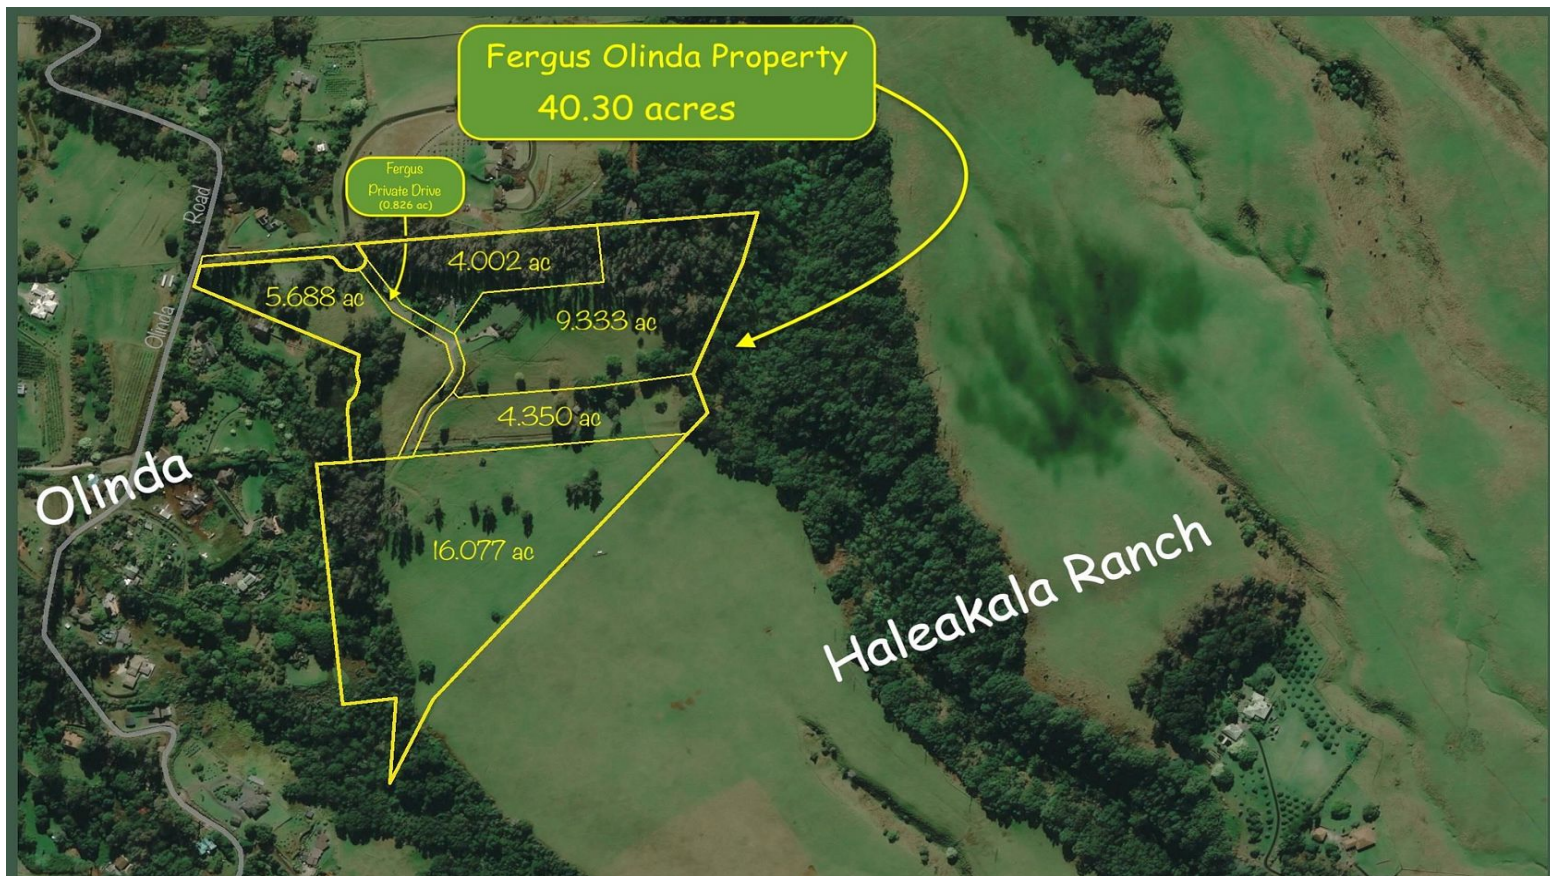 Fergus Olinda Property
40.30 acres
Fergus
Private Drive
(0.826 ac)
Road
4.002 ac
5.688 ac
9.333 ac
Olinda
4.350 ac
Olinda
16.077 ac
Haleakala Ranch